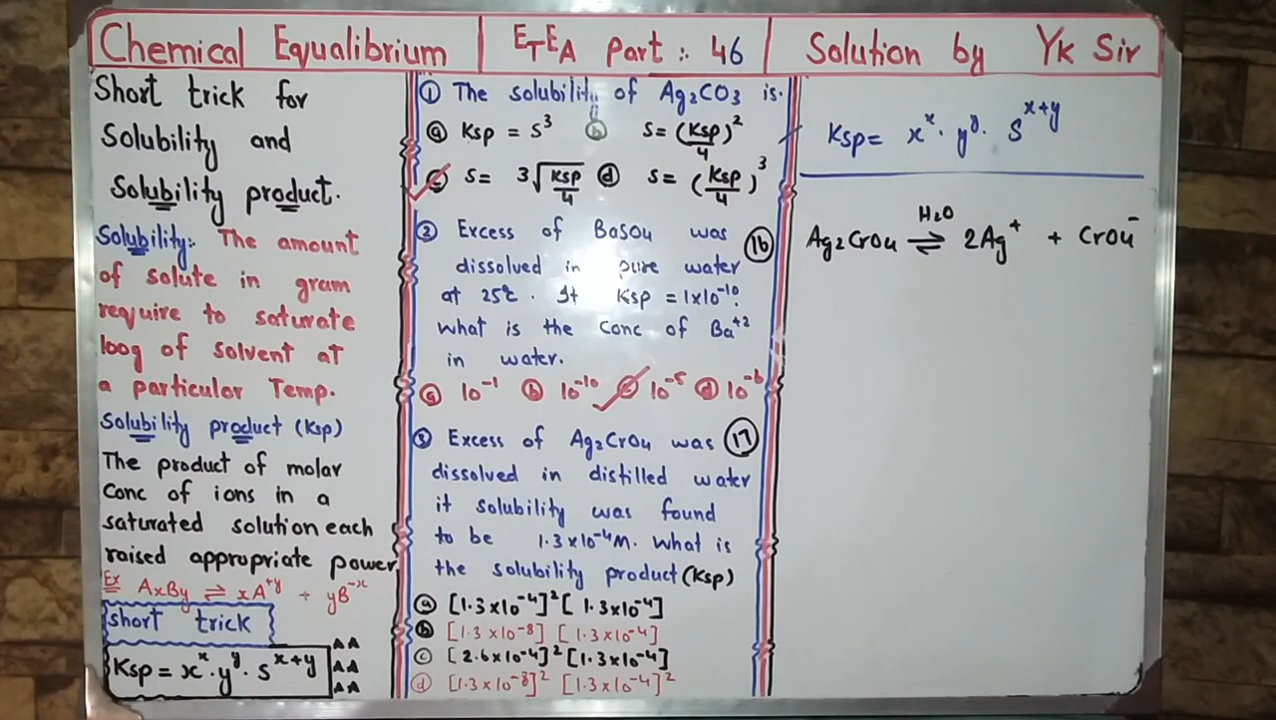 Chemical Equalibrium
ETEA Part :. 46
Solution by Yk Sir
Short trick for
Solubility and
Solubility product.
Solubility: The amount
of solute in gram
require to saturate
100g of solvent at
a particular Temp.
Solubility product (Ksp)
The product of molar
Conc of ions in a
saturated solution each
raised appropriate power
Ex AxBy ⇌ xA⁺ʸ + yB⁻ˣ
short trick
Ksp = xˣ · yʸ · s^x+y
① The solubility of Ag₂CO₃ is.
ⓐ Ksp = S³ ⓑ S = (Ksp/4)²
ⓒ S = 3√Ksp/4 ⓓ S = (Ksp/4)³
② Excess of BaSO₄ was ⑯
dissolved in pure water
at 25℃. It Ksp = 1×10⁻¹⁰.
what is the conc of Ba⁺²
in water.
ⓐ 10⁻¹ ⓑ 10⁻¹⁰ ⓒ 10⁻⁵ ⓓ 10⁻⁶
③ Excess of Ag₂CrO₄ was ⑰
dissolved in distilled water
it solubility was found
to be 1.3×10⁻⁴M. What is
the solubility product (Ksp)
ⓐ [1.3×10⁻⁴]² [1.3×10⁻⁴]
ⓑ [1.3×10⁻⁸] [1.3×10⁻⁴]
ⓒ [2.6×10⁻⁴]² [1.3×10⁻⁴]
ⓓ [1.3×10⁻⁸]² [1.3×10⁻⁴]²
Ksp = xˣ · yʸ · S^x+y
H₂O
Ag₂CrO₄ ⇌ 2Ag⁺ + CrO₄⁻